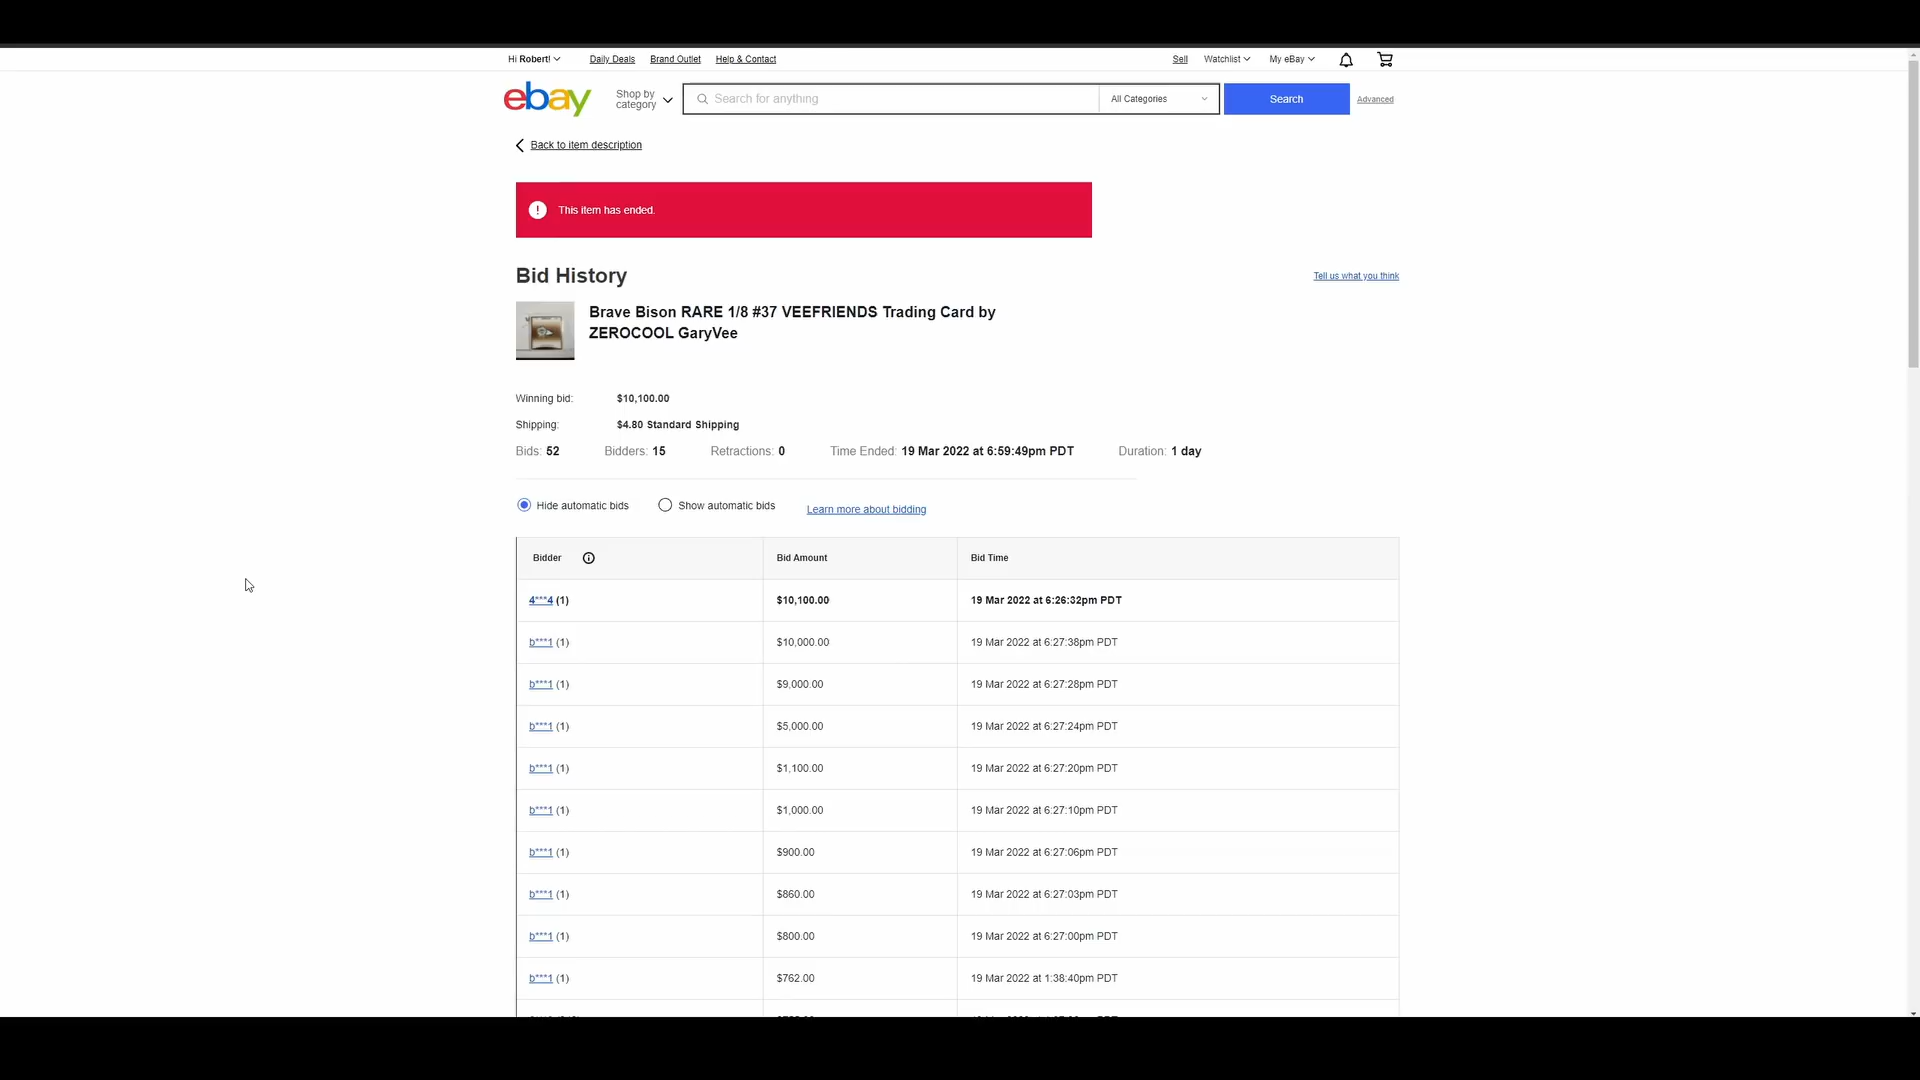 Hi Robert! Daily Deals Brand Outlet Help & Contact Sell Watchlist My eBay
ebay Shop by category Search for anything All Categories Search Advanced
Back to item description
This item has ended.
Bid History Tell us what you think
Brave Bison RARE 1/8 #37 VEEFRIENDS Trading Card by
ZEROCOOL GaryVee
Winning bid: $10,100.00
Shipping: $4.80 Standard Shipping
Bids: 52 Bidders: 15 Retractions: 0 Time Ended: 19 Mar 2022 at 6:59:49pm PDT Duration: 1 day
Hide automatic bids Show automatic bids Learn more about bidding
Bidder Bid Amount Bid Time
4***4 (1) $10,100.00 19 Mar 2022 at 6:26:32pm PDT
b***1 (1) $10,000.00 19 Mar 2022 at 6:27:38pm PDT
b***1 (1) $9,000.00 19 Mar 2022 at 6:27:28pm PDT
b***1 (1) $5,000.00 19 Mar 2022 at 6:27:24pm PDT
b***1 (1) $1,100.00 19 Mar 2022 at 6:27:20pm PDT
b***1 (1) $1,000.00 19 Mar 2022 at 6:27:10pm PDT
b***1 (1) $900.00 19 Mar 2022 at 6:27:06pm PDT
b***1 (1) $860.00 19 Mar 2022 at 6:27:03pm PDT
b***1 (1) $800.00 19 Mar 2022 at 6:27:00pm PDT
b***1 (1) $762.00 19 Mar 2022 at 1:38:40pm PDT